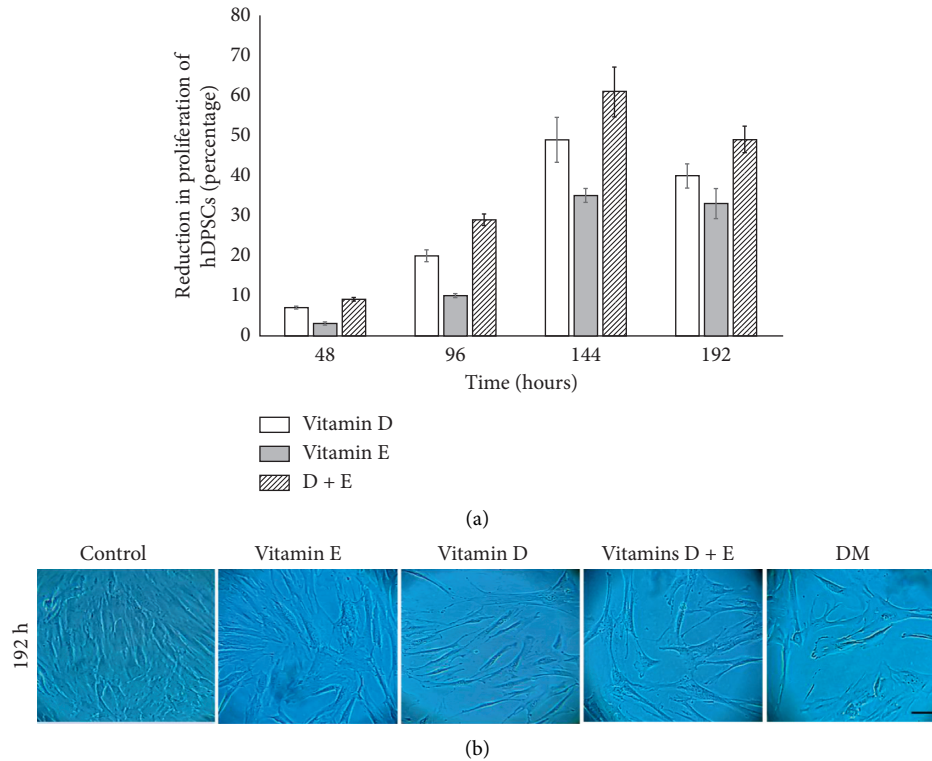 80
70
60
50
40
30
20
10
0
Reduction in proliferation of
hDPSCs (percentage)
48 96 144 192
Time (hours)
Vitamin D
Vitamin E
D + E
(a)
Control Vitamin E Vitamin D Vitamins D + E DM
192 h
(b)